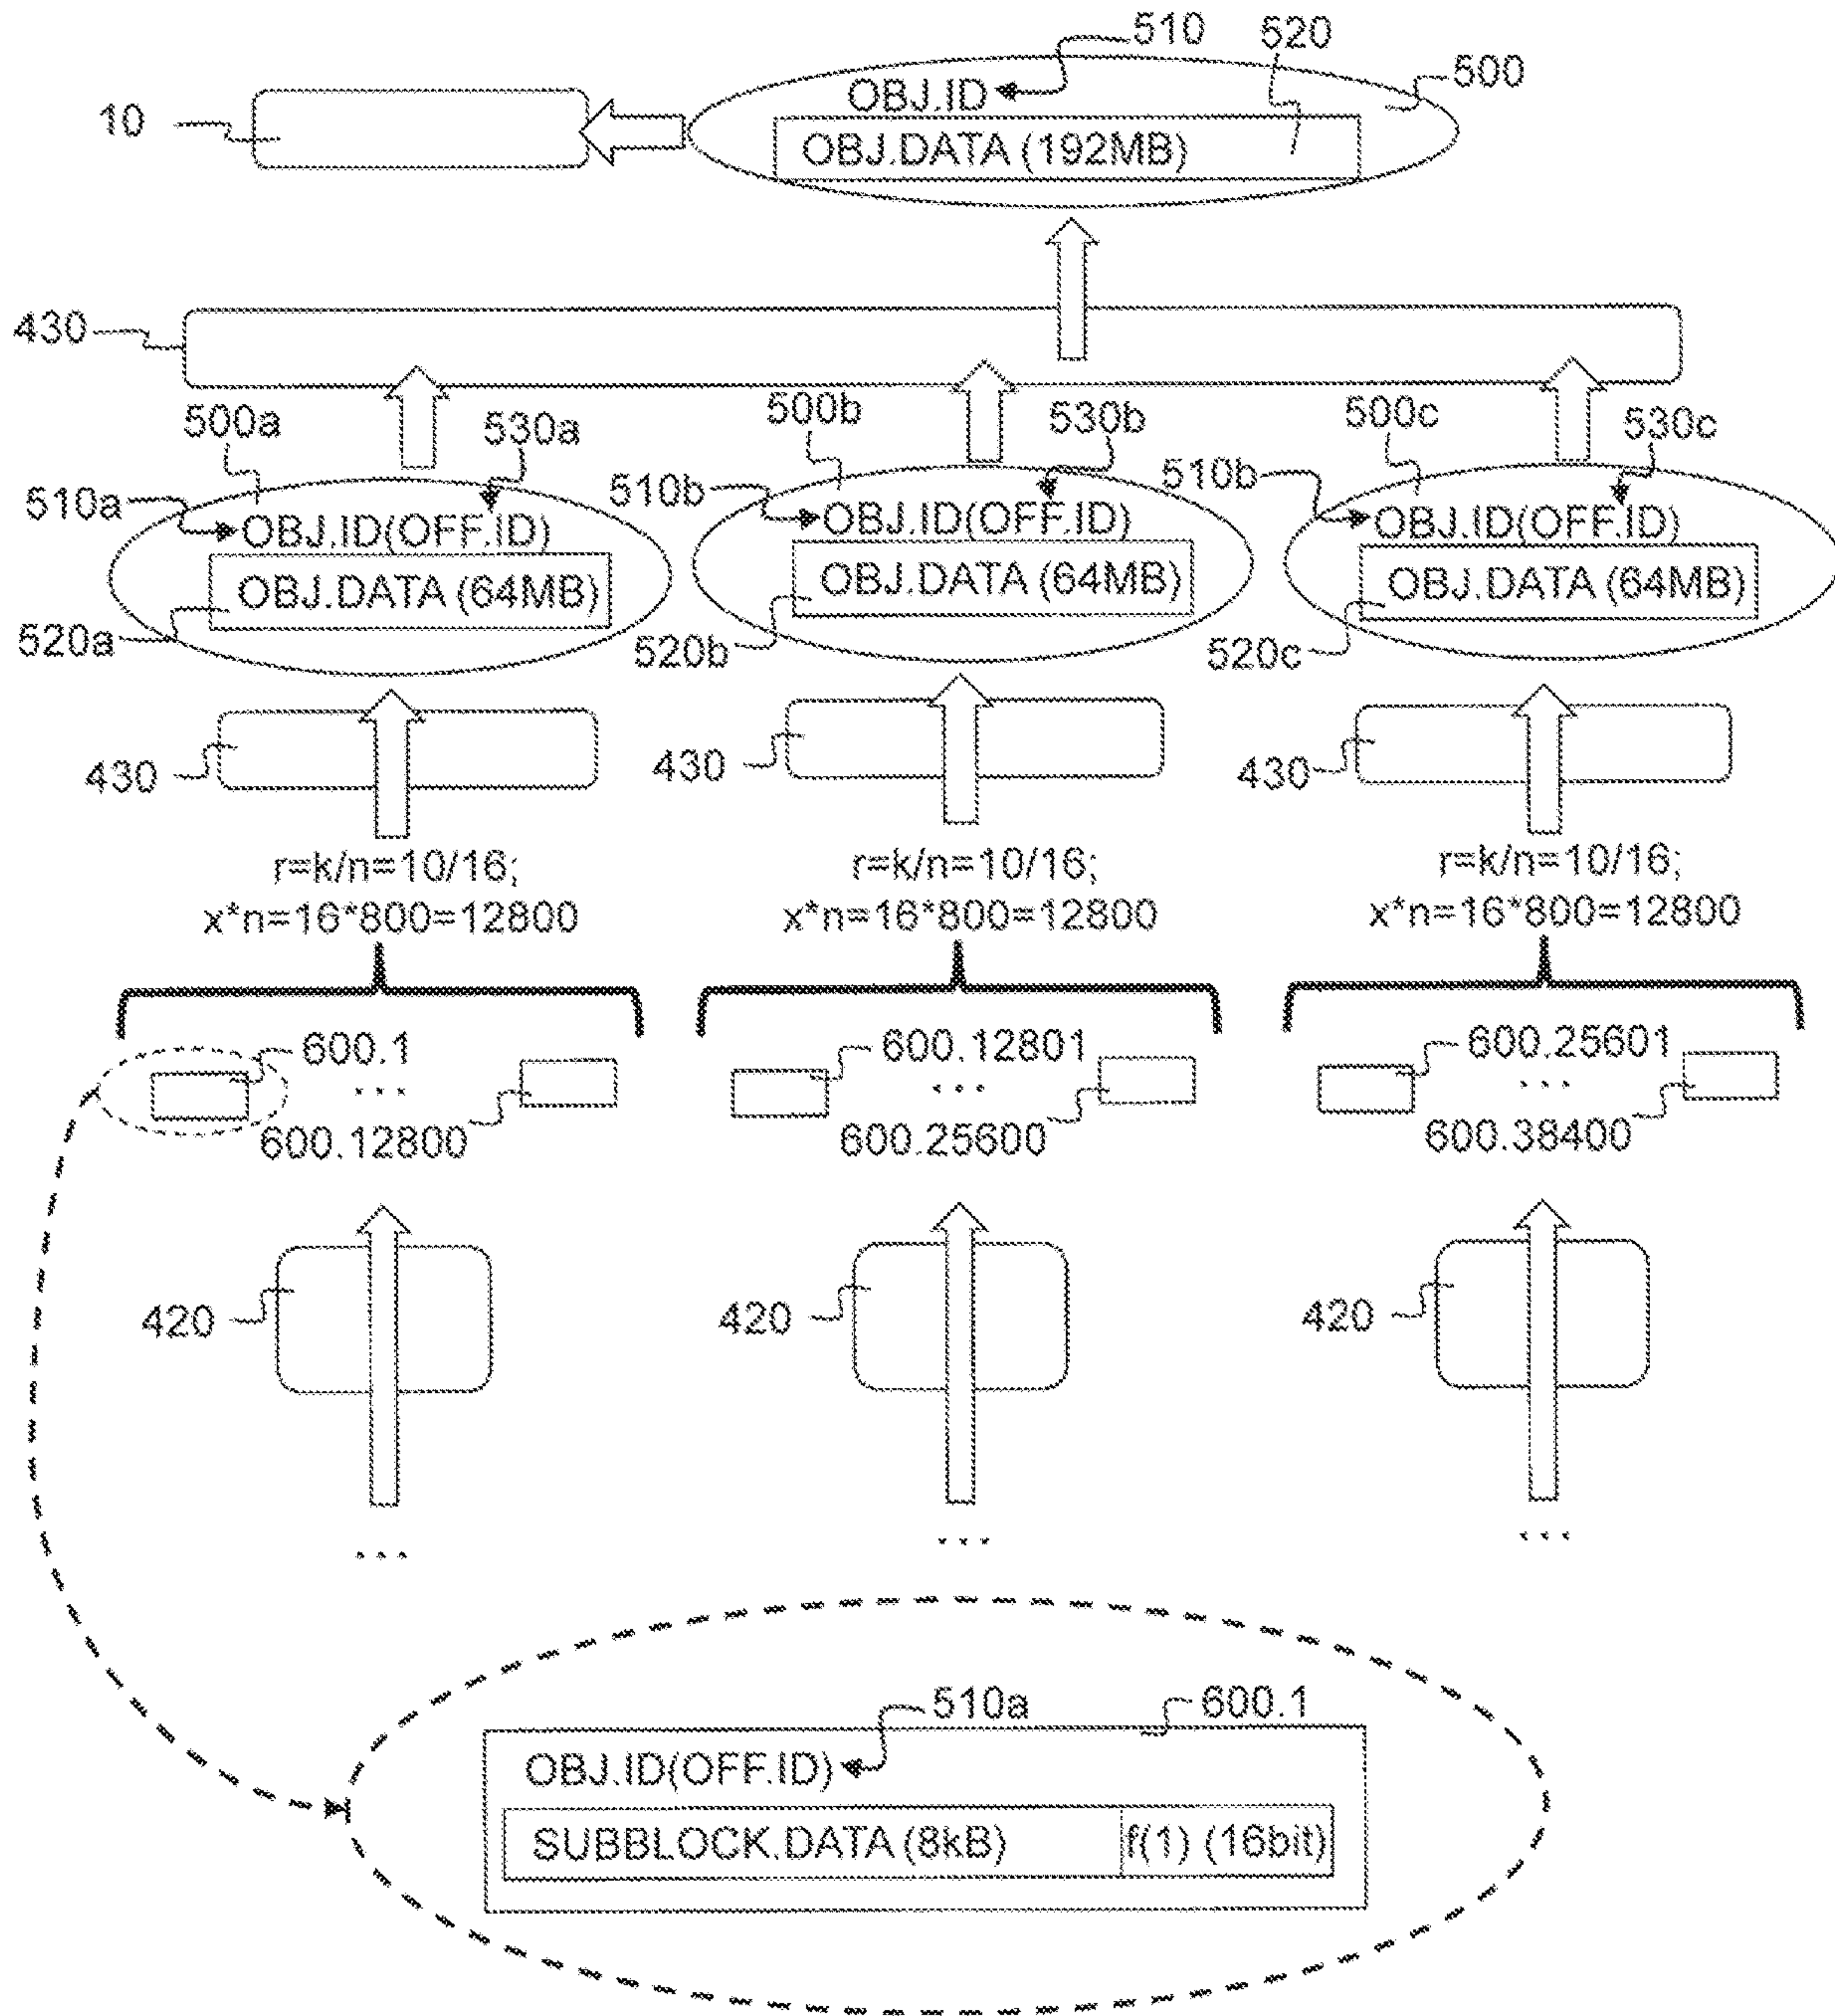 510 520
500
OBJ.ID
10
OBJ.DATA (192MB)
430
500a 530a 500b 530b 500c 530c
510a 510b 510b
OBJ.ID(OFF.ID) OBJ.ID(OFF.ID) OBJ.ID(OFF.ID)
OBJ.DATA (64MB) OBJ.DATA (64MB) OBJ.DATA (64MB)
520a 520b 520c
430 430 430
r=k/n=10/16; r=k/n=10/16; r=k/n=10/16;
x*n=16*800=12800 x*n=16*800=12800 x*n=16*800=12800
600.1 600.12801 600.25601
... ... ...
600.12800 600.25600 600.38400
420 420 420
... ... ...
510a 600.1
OBJ.ID(OFF.ID)
SUBBLOCK.DATA (8kB) f(1) (16bit)